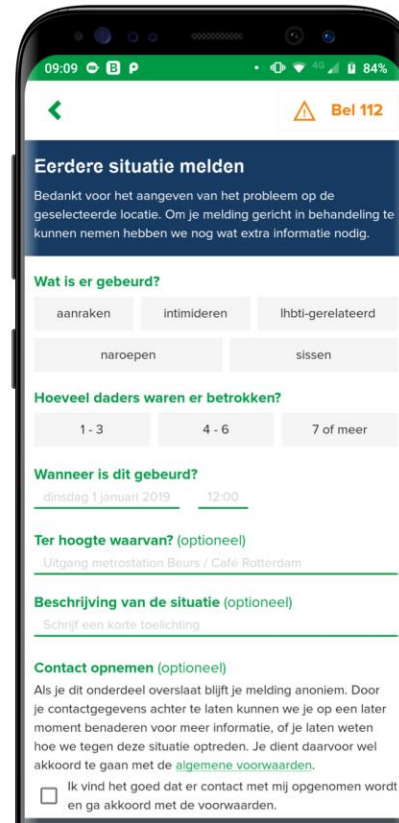 09:09 B P 4G 84%
Bel 112
Eerdere situatie melden
Bedankt voor het aangeven van het probleem op de
geselecteerde locatie. Om je melding gericht in behandeling te
kunnen nemen hebben we nog wat extra informatie nodig.
Wat is er gebeurd?
aanraken intimideren lhbti-gerelateerd
naroepen sissen
Hoeveel daders waren er betrokken?
1 - 3 4 - 6 7 of meer
Wanneer is dit gebeurd?
dinsdag 1 januari 2019 12:00
Ter hoogte waarvan? (optioneel)
Uitgang metrostation Beurs / Café Rotterdam
Beschrijving van de situatie (optioneel)
Schrijf een korte toelichting
Contact opnemen (optioneel)
Als je dit onderdeel overslaat blijft je melding anoniem. Door
je contactgegevens achter te laten kunnen we je op een later
moment benaderen voor meer informatie, of je laten weten
hoe we tegen deze situatie optreden. Je dient daarvoor wel
akkoord te gaan met de algemene voorwaarden.
Ik vind het goed dat er contact met mij opgenomen wordt
en ga akkoord met de voorwaarden.